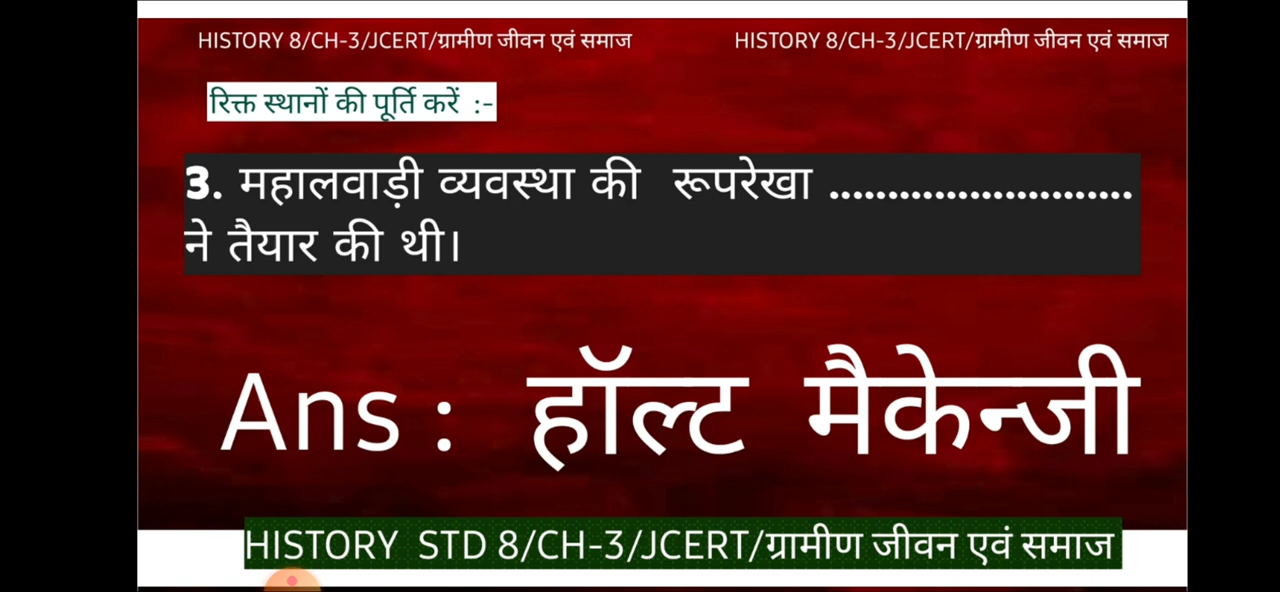 HISTORY 8/CH-3/JCERT/ग्रामीण जीवन एवं समाज HISTORY 8/CH-3/JCERT/ग्रामीण जीवन एवं समाज
रिक्त स्थानों की पूर्ति करें :-
3. महालवाड़ी व्यवस्था की रूपरेखा .........................
ने तैयार की थी।
Ans : हॉल्ट मैकेन्जी
HISTORY STD 8/CH-3/JCERT/ग्रामीण जीवन एवं समाज